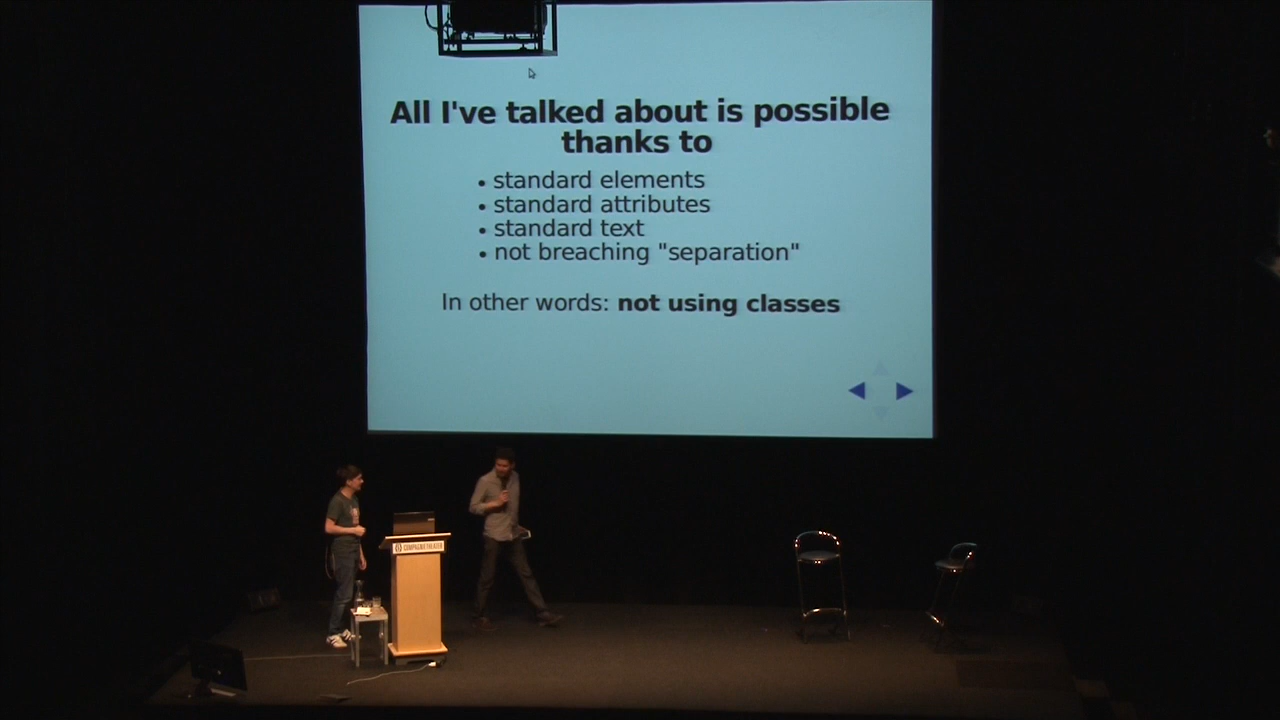 All I've talked about is possible
thanks to
• standard elements
• standard attributes
• standard text
• not breaching "separation"
In other words: not using classes
COMPAGNIETHEATER